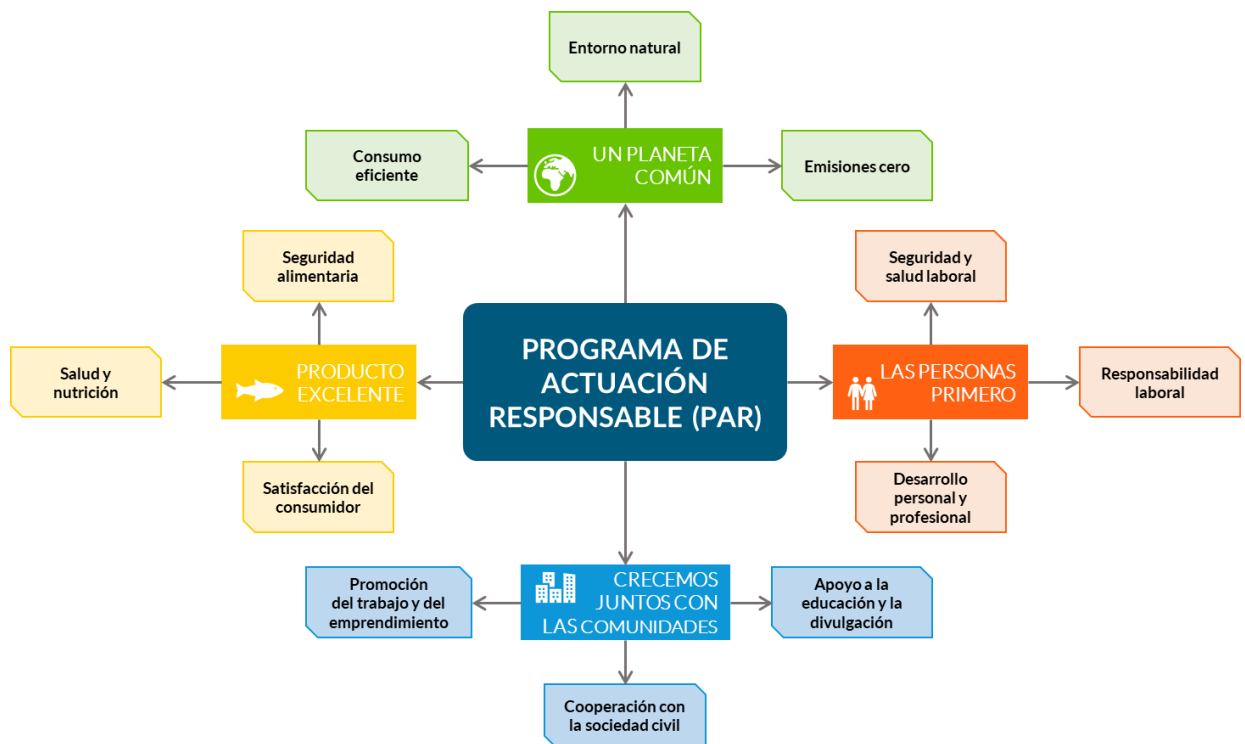 Entorno natural
Consumo
eficiente
UN PLANETA
COMÚN
Emisiones cero
Seguridad
alimentaria
Seguridad y
salud laboral
Salud y
nutrición
PRODUCTO
EXCELENTE
PROGRAMA DE
ACTUACIÓN
RESPONSABLE (PAR)
LAS PERSONAS
PRIMERO
Responsabilidad
laboral
Satisfacción del
consumidor
Desarrollo
personal y
profesional
Promoción
del trabajo y del
emprendimiento
CRECEMOS
JUNTOS CON
LAS COMUNIDADES
Apoyo a la
educación y la
divulgación
Cooperación con
la sociedad civil